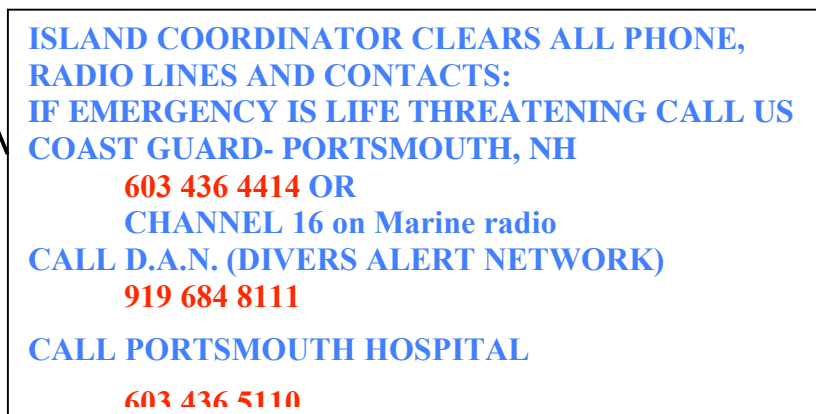 ISLAND COORDINATOR CLEARS ALL PHONE,
RADIO LINES AND CONTACTS:
IF EMERGENCY IS LIFE THREATENING CALL US
COAST GUARD- PORTSMOUTH, NH
603 436 4414 OR
CHANNEL 16 on Marine radio
CALL D.A.N. (DIVERS ALERT NETWORK)
919 684 8111
CALL PORTSMOUTH HOSPITAL
603 436 5110